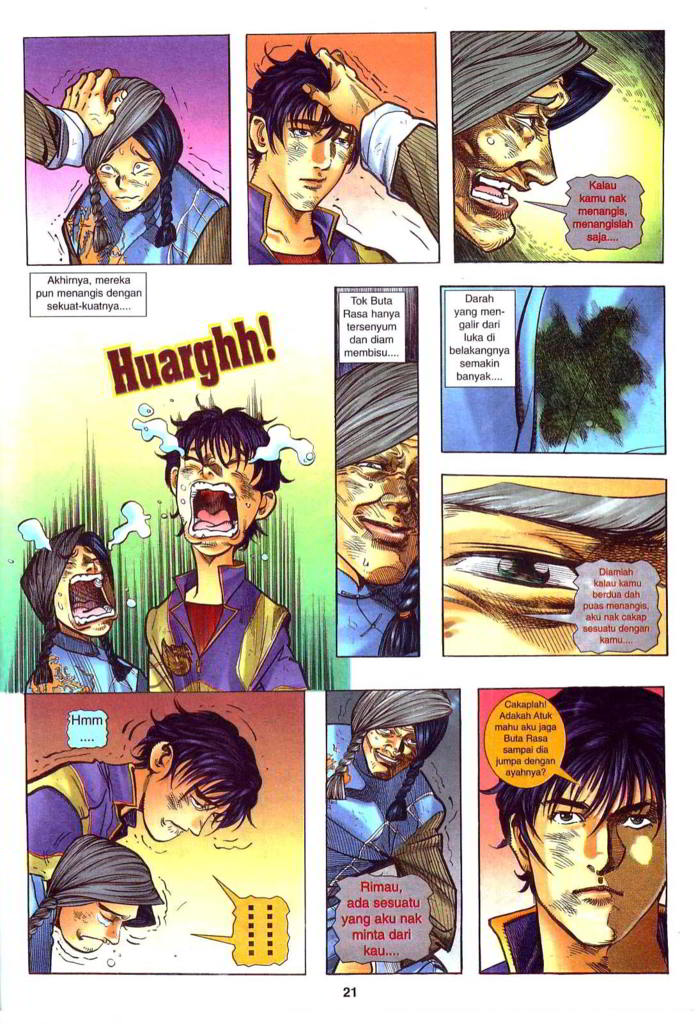 Kalau
kamu nak
menangis,
menangislah
saja....
Akhirnya, mereka
pun menangis dengan
sekuat-kuatnya....
Huarghh!
Tok Buta
Rasa hanya
tersenyum
dan diam
membisu....
Darah
yang men-
galir dari
luka di
belakangnya
semakin
banyak....
Diamlah
kalau kamu
berdua dah
puas menangis,
aku nak cakap
sesuatu dengan
kamu....
Hmm
....
Rimau,
ada sesuatu
yang aku nak
minta dari
kau....
Cakaplah!
Adakah Atuk
mahu aku jaga
Buta Rasa
sampai dia
jumpa dengan
ayahnya?
21